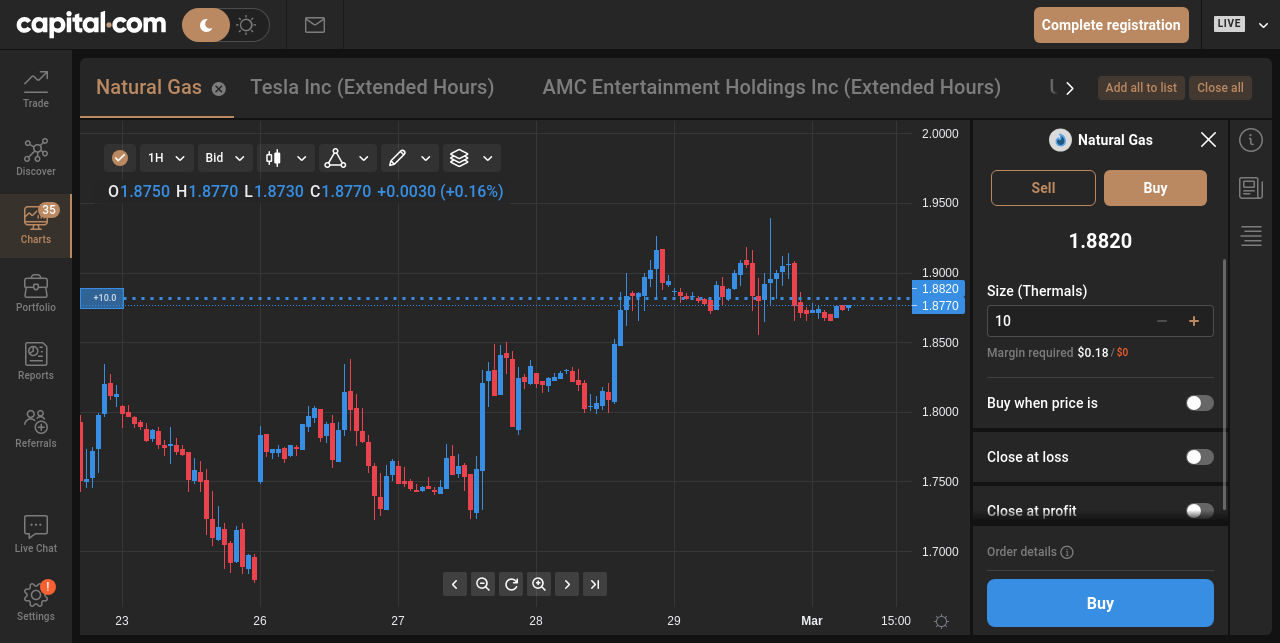 capital.com
Complete registration
LIVE
Trade
Discover
35
Charts
Portfolio
Reports
Referrals
Live Chat
!
Settings
Natural Gas
Tesla Inc (Extended Hours)
AMC Entertainment Holdings Inc (Extended Hours)
Add all to list
Close all
1H
Bid
O1.8750 H1.8770 L1.8730 C1.8770 +0.0030 (+0.16%)
+10.0
2.0000
1.9500
1.9000
1.8820
1.8770
1.8500
1.8000
1.7500
1.7000
23
26
27
28
29
Mar
15:00
Natural Gas
Sell
Buy
1.8820
Size (Thermals)
10
Margin required $0.18 / $0
Buy when price is
Close at loss
Close at profit
Order details
Buy